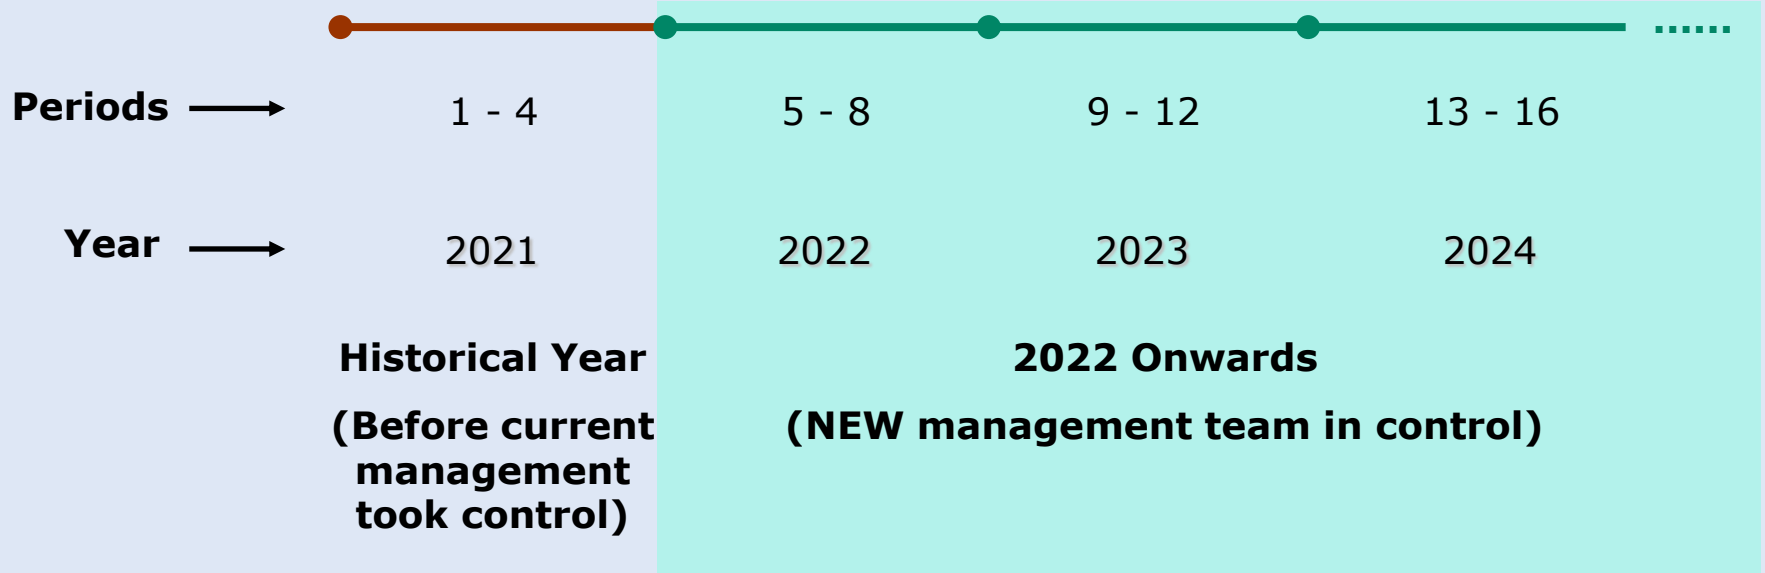 ......
Periods 1 - 4 5 - 8 9 - 12 13 - 16
Year 2021 2022 2023 2024
Historical Year 2022 Onwards
(Before current (NEW management team in control)
management
took control)